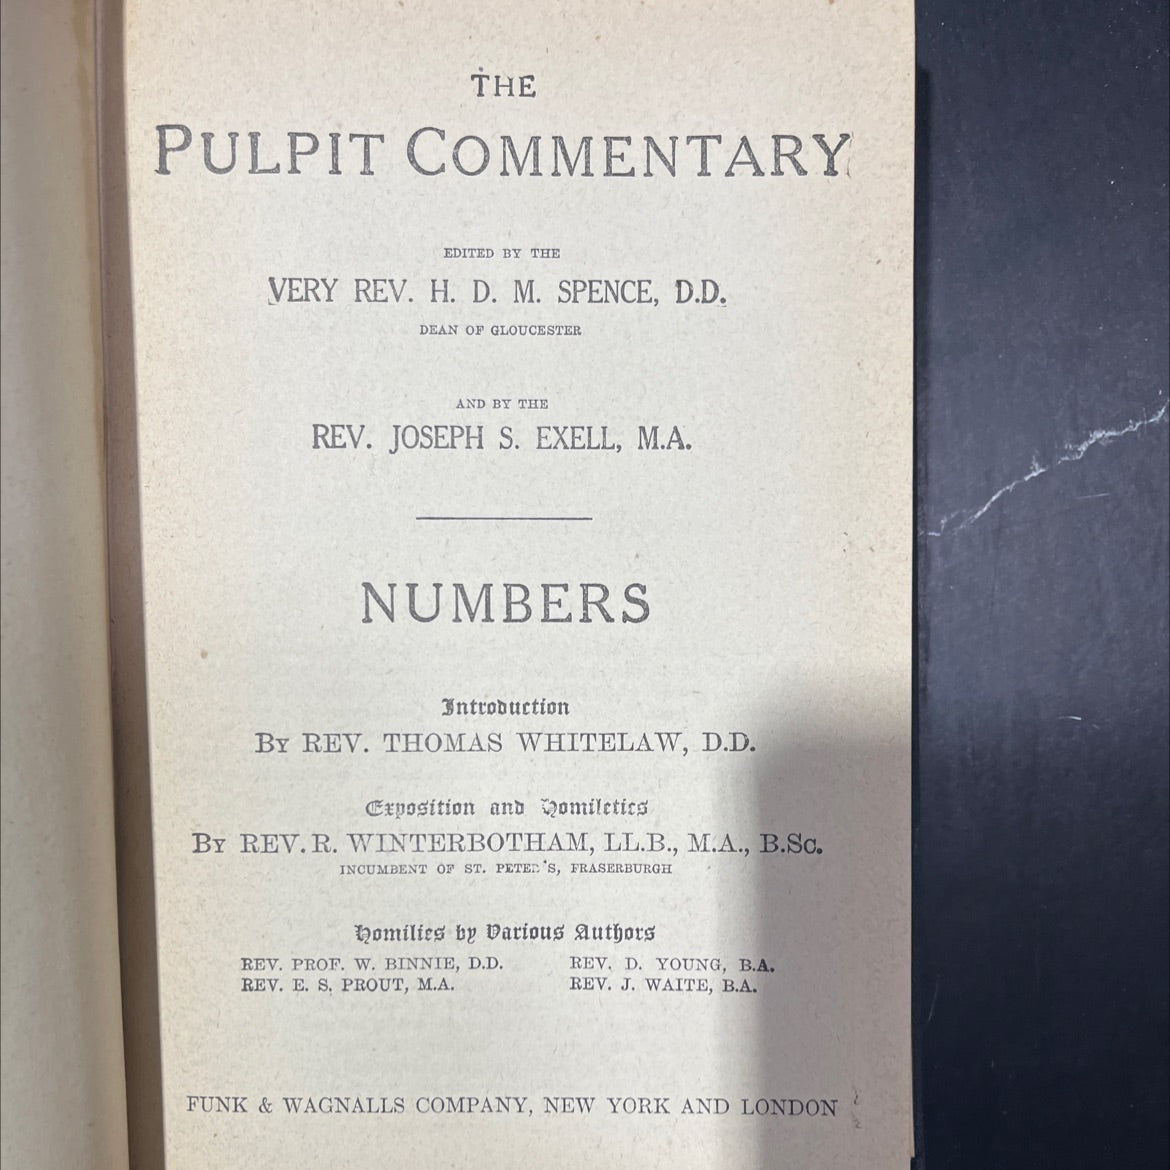 THE
PULPIT COMMENTARY
EDITED BY THE
VERY REV. H. D. M. SPENCE, D.D.
DEAN OF GLOUCESTER
AND BY THE
REV. JOSEPH S. EXELL, M.A.
NUMBERS
Introduction
BY REV. THOMAS WHITELAW, D.D.
Exposition and Homiletics
BY REV. R. WINTERBOTHAM, LL.B., M.A., B.Sc.
INCUMBENT OF ST. PETER'S, FRASERBURGH
Homilies by Various Authors
REV. PROF. W. BINNIE, D.D. REV. D. YOUNG, B.A.
REV. E. S. PROUT, M.A. REV. J. WAITE, B.A.
FUNK & WAGNALLS COMPANY, NEW YORK AND LONDON